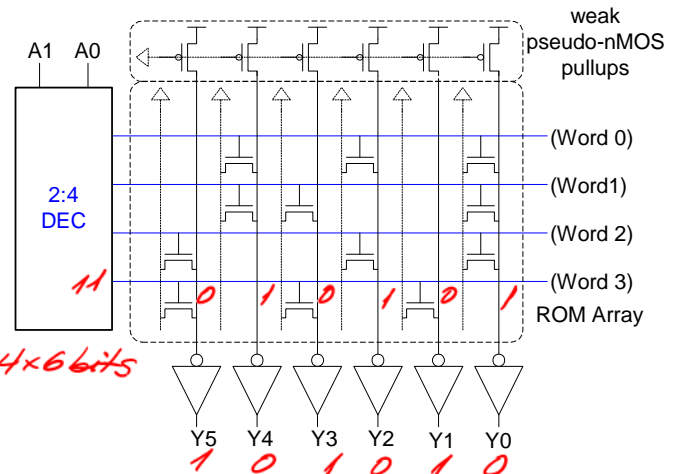 weak
pseudo-nMOS
pullups
A1 A0
2:4
DEC
(Word 0)
(Word1)
(Word 2)
(Word 3)
11 0 1 0 1 0 1
ROM Array
4x6 bits
Y5 Y4 Y3 Y2 Y1 Y0
1 0 1 0 1 0